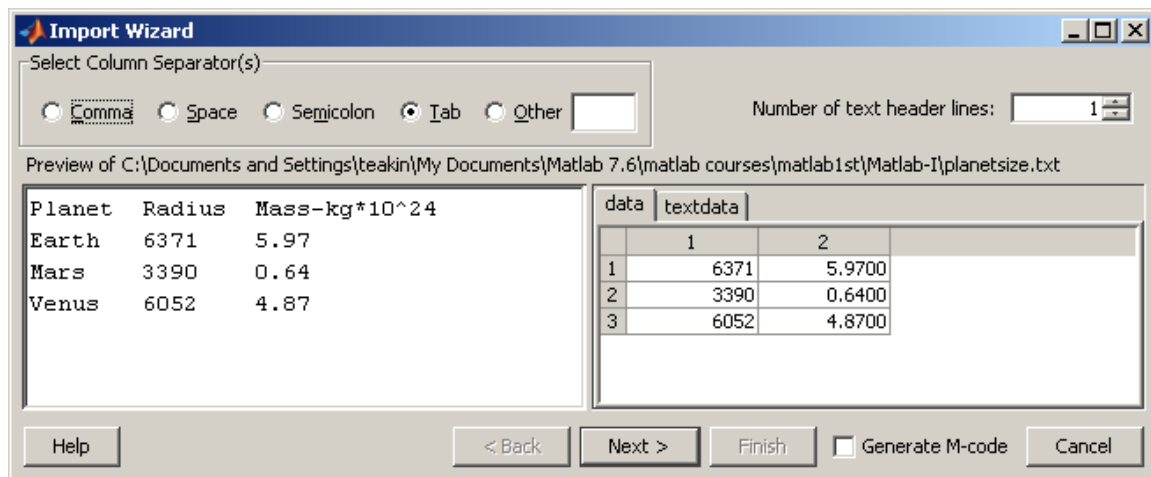 Import Wizard
Select Column Separator(s)
Comma Space Semicolon Tab Other Number of text header lines: 1
Preview of C:\Documents and Settings\teakin\My Documents\Matlab 7.6\matlab courses\matlab1st\Matlab-I\planetsize.txt
Planet Radius Mass-kg*10^24
Earth 6371 5.97
Mars 3390 0.64
Venus 6052 4.87
data textdata
1 2
1 6371 5.9700
2 3390 0.6400
3 6052 4.8700
Help < Back Next > Finish Generate M-code Cancel